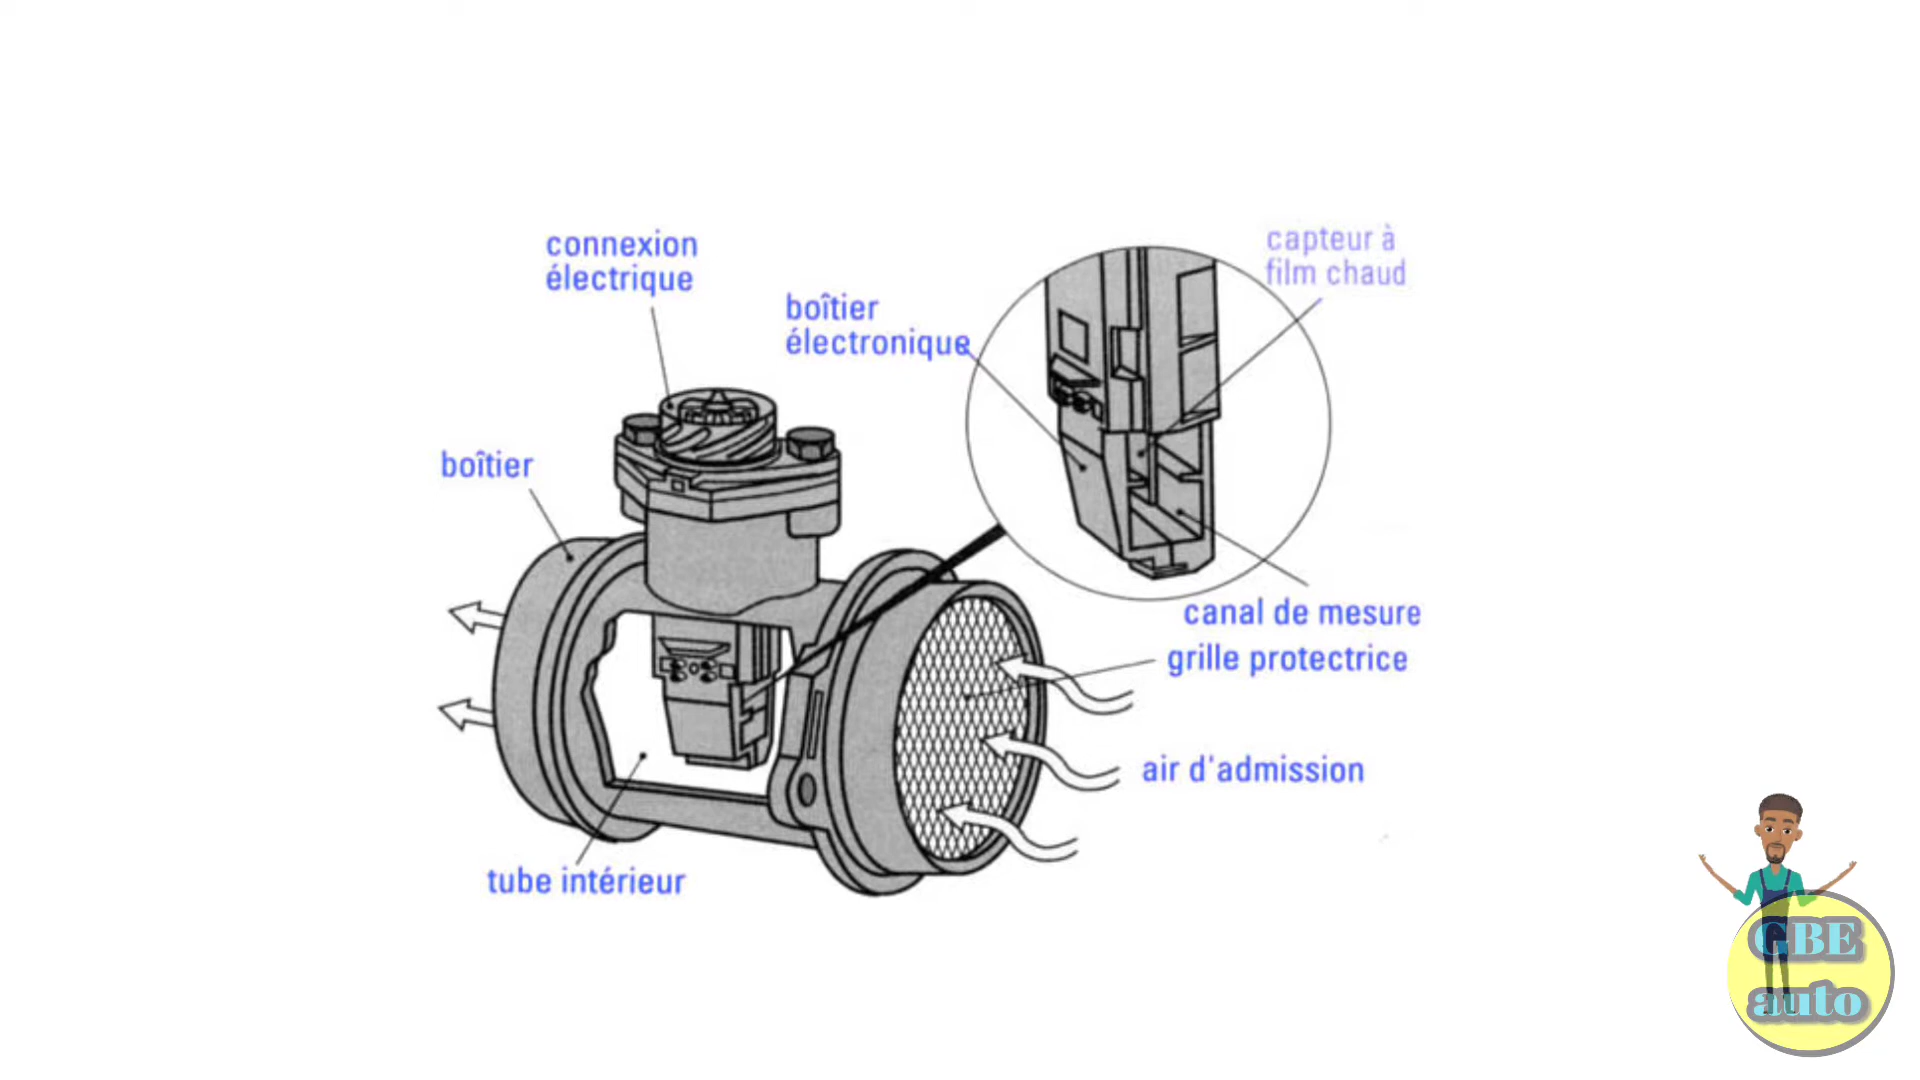 connexion
électrique
capteur à
film chaud
boîtier
électronique
boîtier
canal de mesure
grille protectrice
air d'admission
tube intérieur
GBE
auto